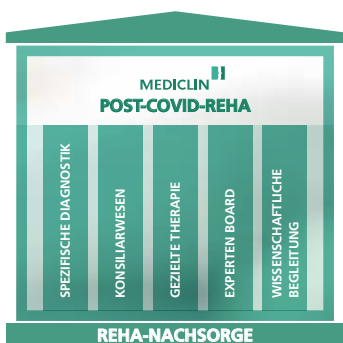 MEDICLIN
POST-COVID-REHA
SPEZIFISCHE DIAGNOSTIK
KONSILIARWESEN
GEZIELTE THERAPIE
EXPERTEN BOARD
WISSENSCHAFTLICHE
BEGLEITUNG
REHA-NACHSORGE